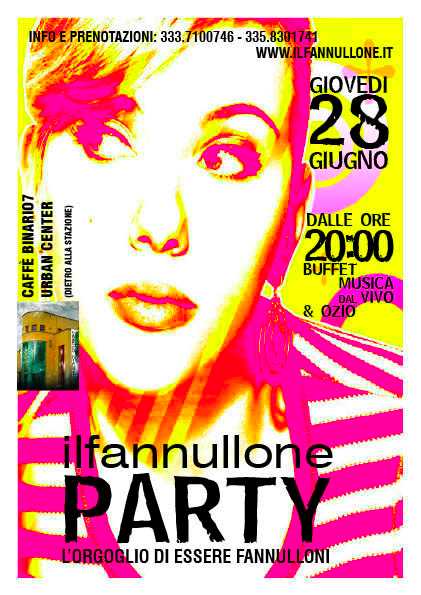 INFO E PRENOTAZIONI: 333.7100746 - 335.8301741
WWW.ILFANNULLONE.IT
GIOVEDI
28
GIUGNO
DALLE ORE
20:00
BUFFET
MUSICA
DAL VIVO
& OZIO
CAFFÈ BINARIO7
URBAN CENTER
(DIETRO ALLA STAZIONE)
ilfannullone
PARTY
L'ORGOGLIO DI ESSERE FANNULLONI